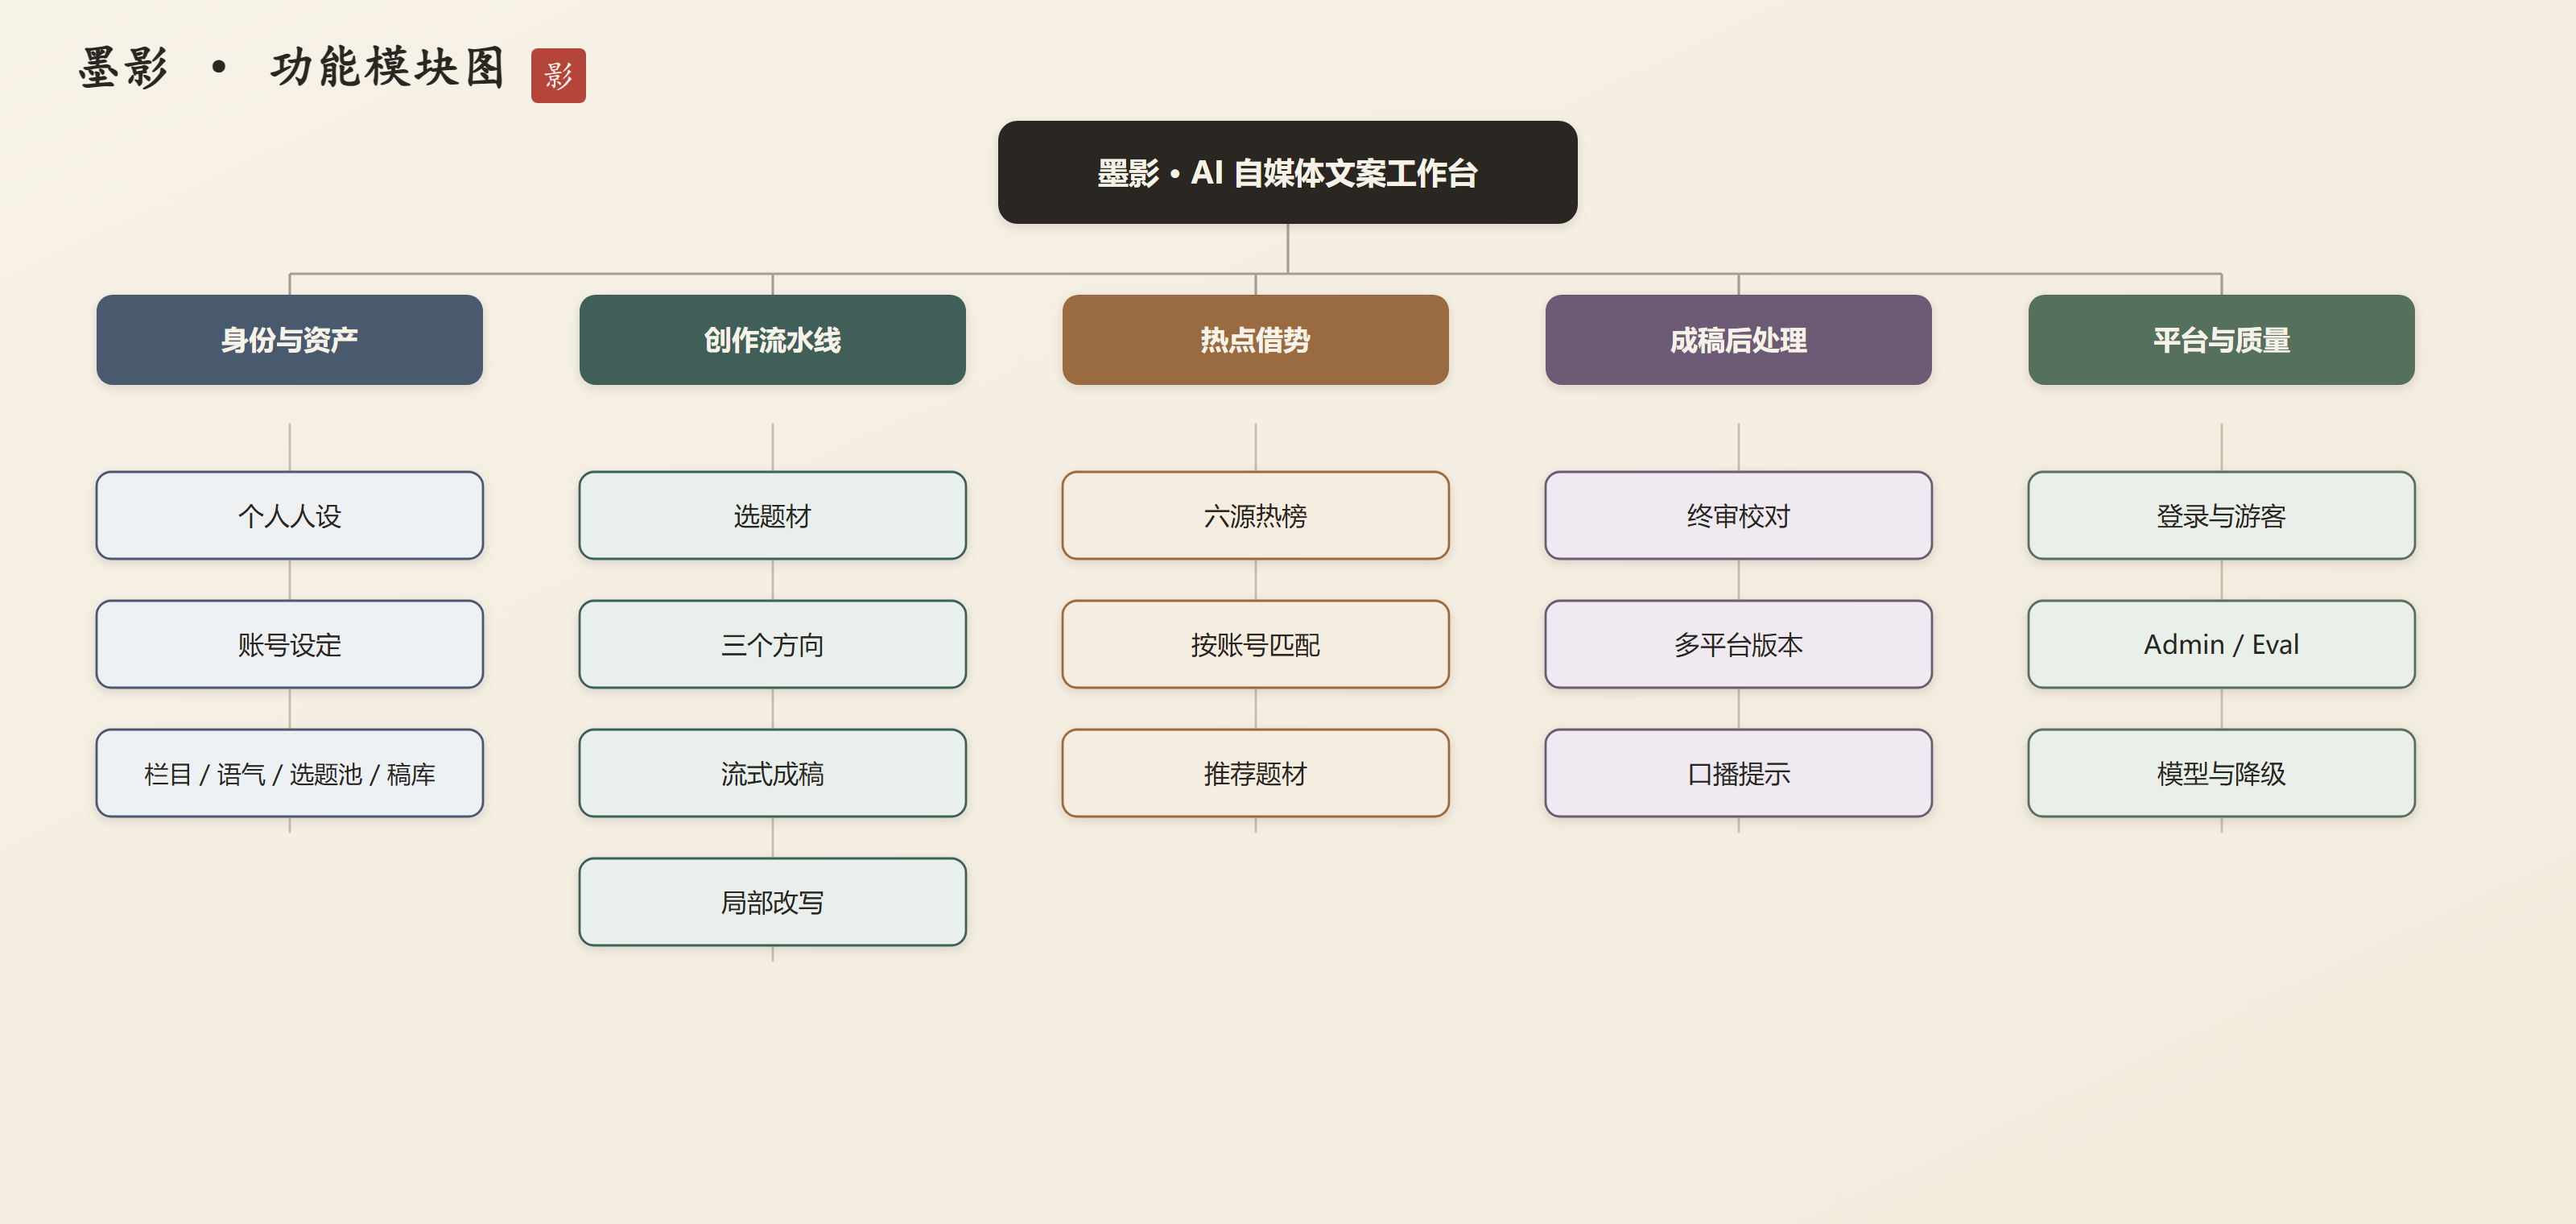 墨影 · 功能模块图 影
墨影 · AI 自媒体文案工作台
身份与资产
创作流水线
热点借势
成稿后处理
平台与质量
个人人设
选题材
六源热榜
终审校对
登录与游客
账号设定
三个方向
按账号匹配
多平台版本
Admin / Eval
栏目 / 语气 / 选题池 / 稿库
流式成稿
推荐题材
口播提示
模型与降级
局部改写